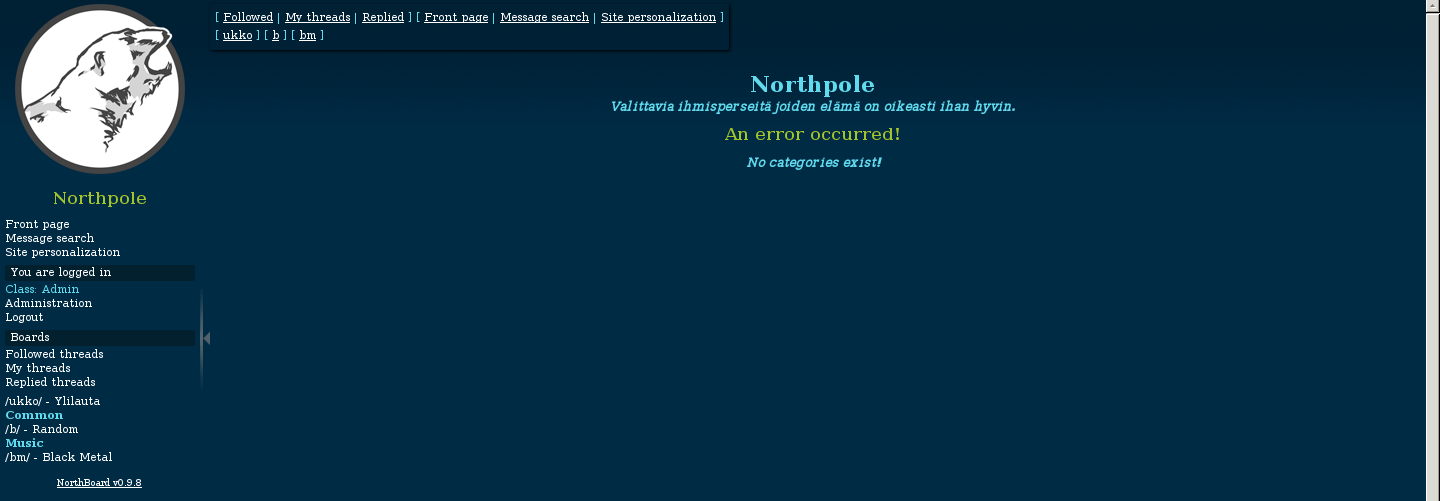 [ Followed | My threads | Replied ] [ Front page | Message search | Site personalization ]
[ ukko ] [ b ] [ bm ]
Northpole
Valittavia ihmisperseitä joiden elämä on oikeasti ihan hyvin.
An error occurred!
No categories exist!
Northpole
Front page
Message search
Site personalization
You are logged in
Class: Admin
Administration
Logout
Boards
Followed threads
My threads
Replied threads
/ukko/ - Ylilauta
Common
/b/ - Random
Music
/bm/ - Black Metal
NorthBoard v0.9.8